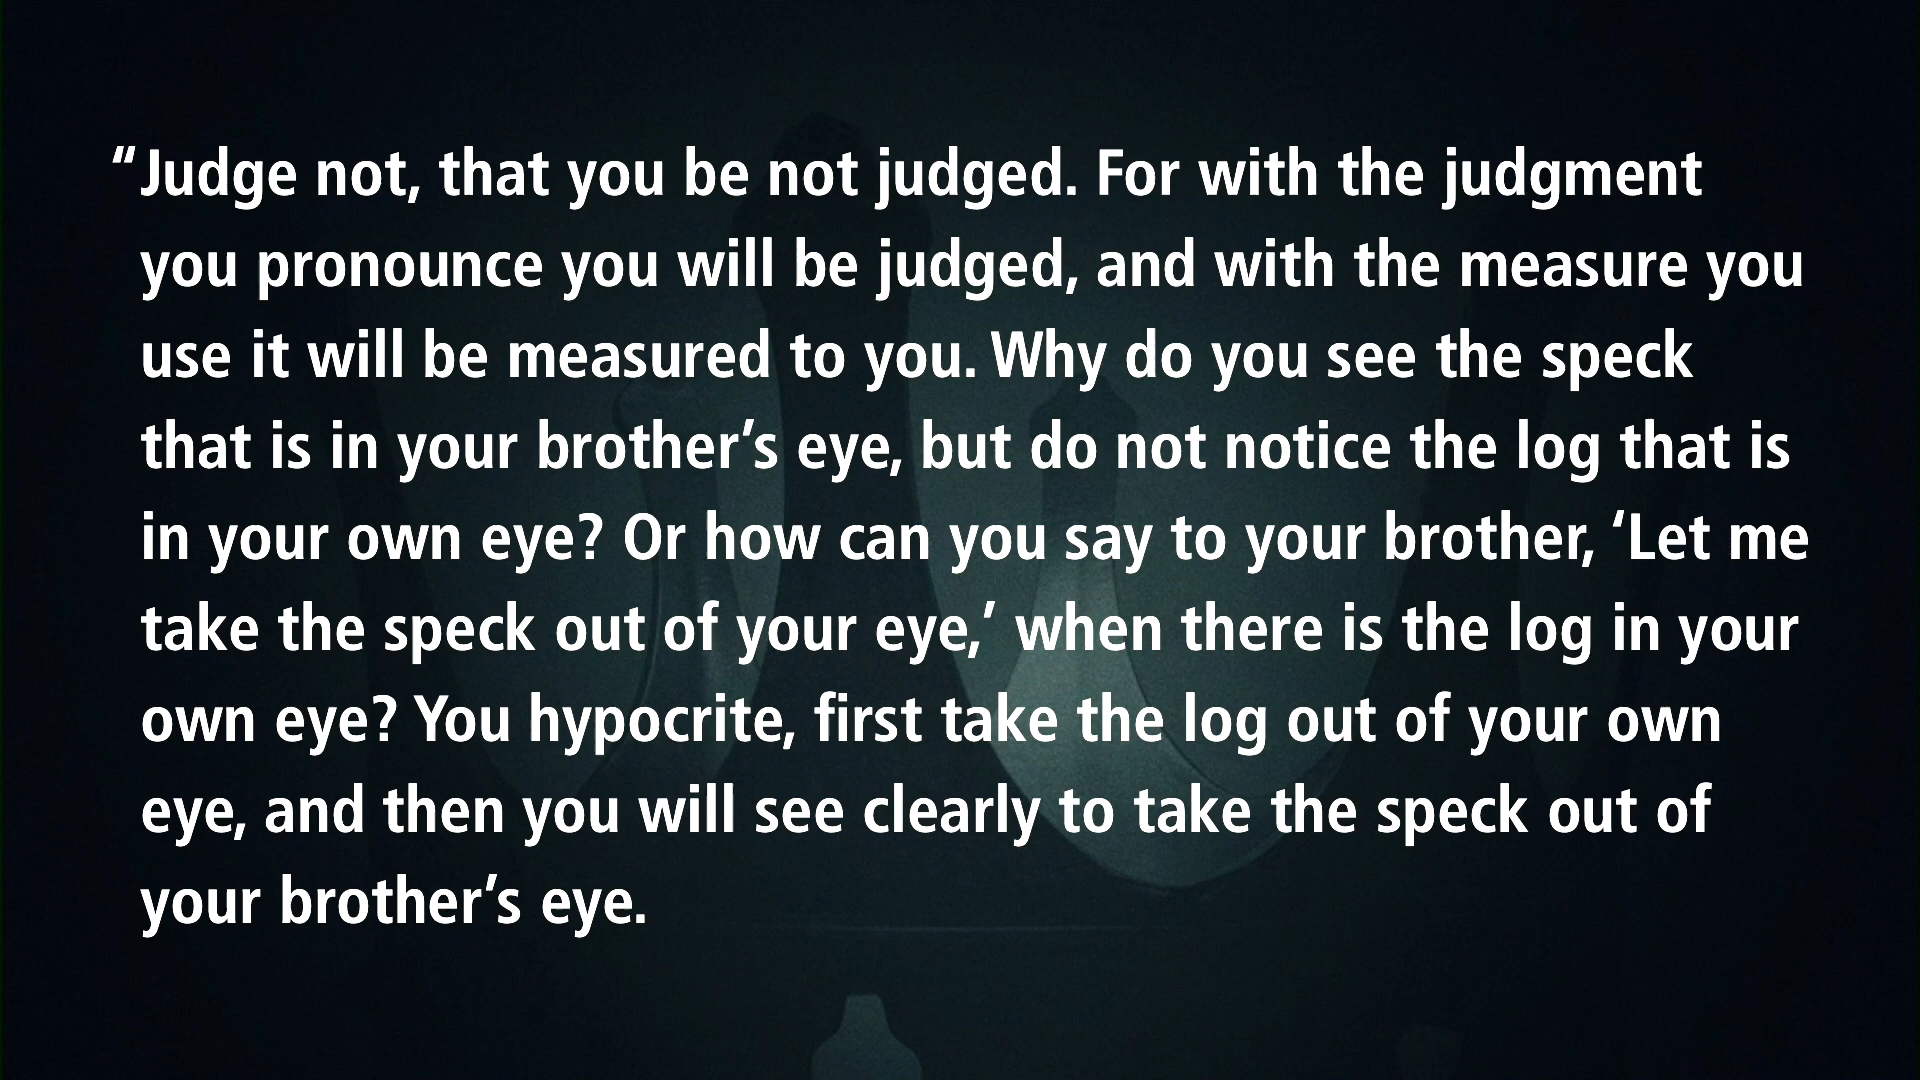 “Judge not, that you be not judged. For with the judgment
you pronounce you will be judged, and with the measure you
use it will be measured to you. Why do you see the speck
that is in your brother’s eye, but do not notice the log that is
in your own eye? Or how can you say to your brother, ‘Let me
take the speck out of your eye,’ when there is the log in your
own eye? You hypocrite, first take the log out of your own
eye, and then you will see clearly to take the speck out of
your brother’s eye.